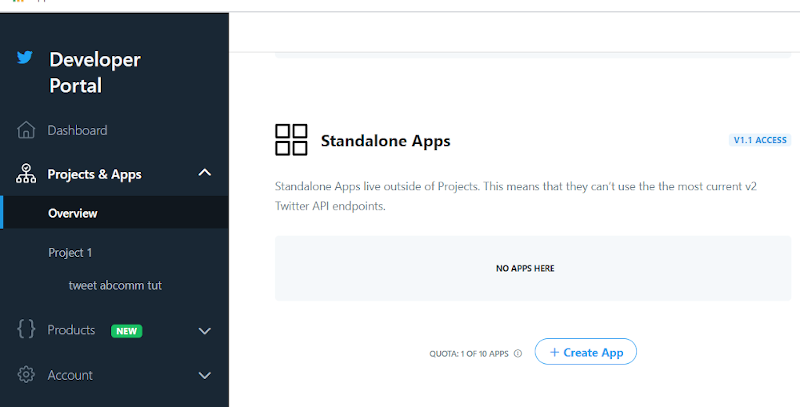 Developer
Portal
Dashboard
Projects & Apps
Overview
Project 1
tweet abcomm tut
Products NEW
Account
Standalone Apps
V1.1 ACCESS
Standalone Apps live outside of Projects. This means that they can't use the the most current v2
Twitter API endpoints.
NO APPS HERE
QUOTA: 1 OF 10 APPS
+ Create App